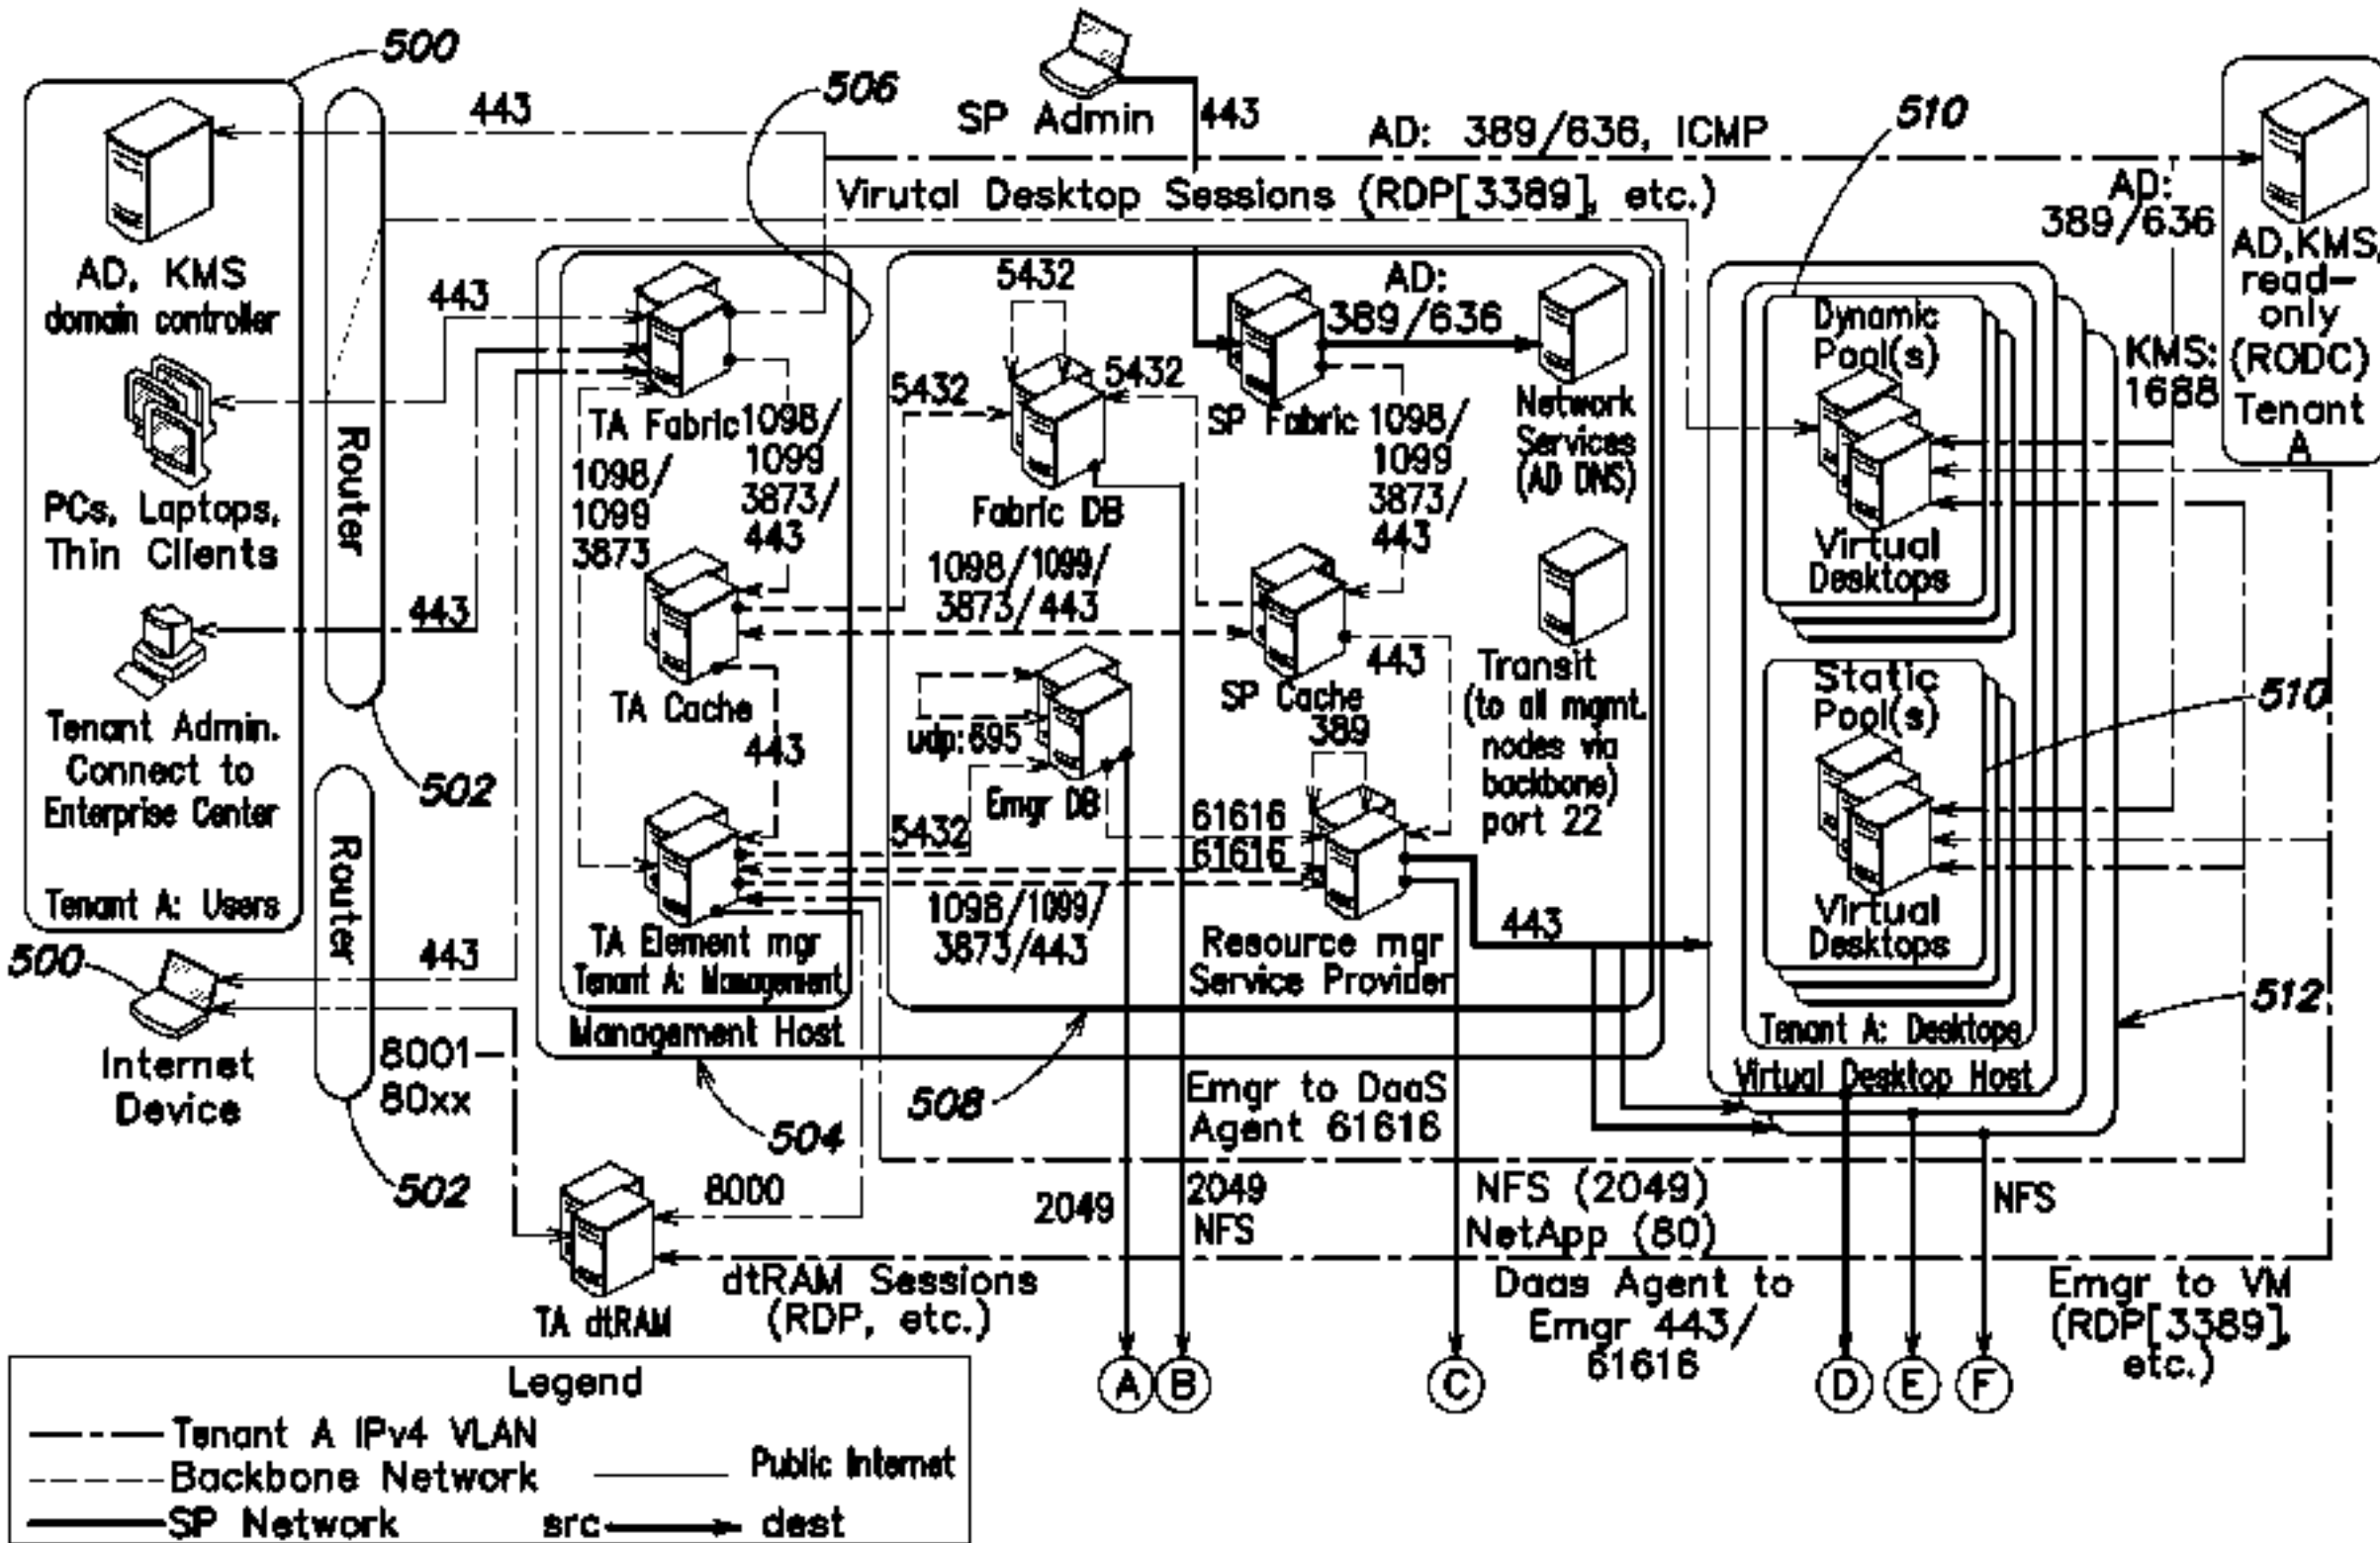 500
443
AD, KMS
domain controller
PCs, Laptops,
Thin Clients
443
Tenant Admin.
Connect to
Enterprise Center
Tenant A: Users
Router
502
443
Router
500
443
Internet
Device
8001-
80xx
502
506
SP Admin
443
AD: 389/636, ICMP
Virutal Desktop Sessions (RDP[3389], etc.)
510
AD:
389/636
KMS:
1688
AD,KMS,
read-
only
(RODC)
Tenant
A
TA Fabric
1098/
1099
3873/
443
1098/
1099
3873
TA Cache
443
TA Element mgr
Tenant A: Management
Management Host
504
5432
5432
5432
Fabric DB
1098/1099/
3873/443
udp:695
Emgr DB
5432
61616
61616
1098/1099/
3873/443
AD:
389/636
SP Fabric
1098/
1099
3873/
443
Network
Services
(AD DNS)
SP Cache
443
389
Transit
(to all mgmt.
nodes via
backbone)
port 22
Resource mgr
Service Provider
443
508
Dynamic
Pool(s)
Virtual
Desktops
Static
Pool(s)
510
Virtual
Desktops
Tenant A: Desktops
Virtual Desktop Host
512
Emgr to DaaS
Agent 61616
8000
TA dtRAM
dtRAM Sessions
(RDP, etc.)
2049
2049
NFS
NFS (2049)
NetApp (80)
NFS
Daas Agent to
Emgr 443/
61616
Emgr to VM
(RDP[3389],
etc.)
A
B
C
D
E
F
Legend
Tenant A IPv4 VLAN
Backbone Network
Public Internet
SP Network
src
dest